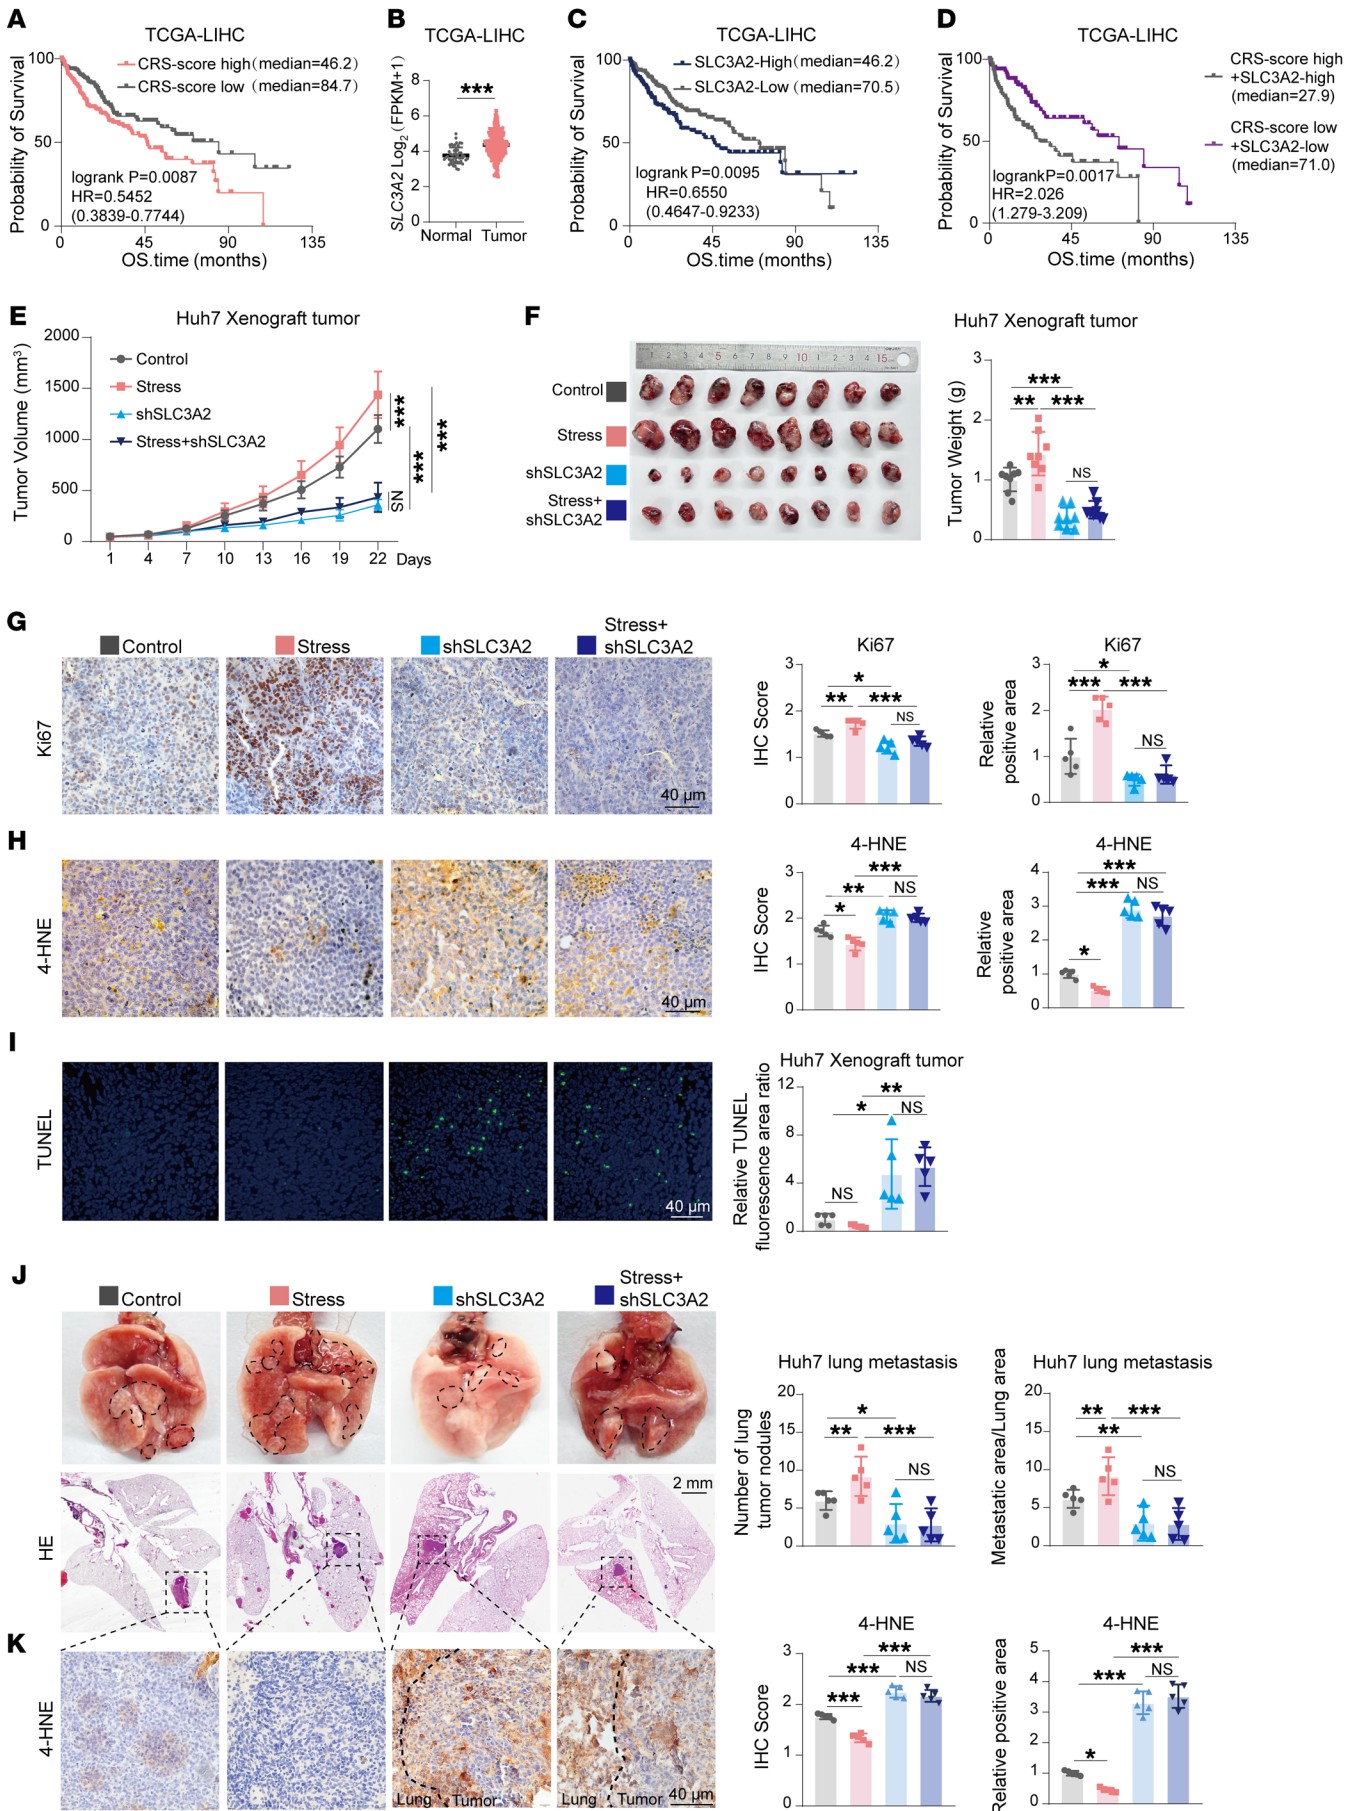 A
TCGA-LIHC
Probability of Survival
100
50
0
CRS-score high (median=46.2)
CRS-score low (median=84.7)
logrank P=0.0087
HR=0.5452
(0.3839-0.7744)
0 45 90 135
OS.time (months)
B
TCGA-LIHC
SLC3A2 Log2 (FPKM+1)
8
6
4
2
0
***
Normal Tumor
C
TCGA-LIHC
Probability of Survival
100
50
0
SLC3A2-High (median=46.2)
SLC3A2-Low (median=70.5)
logrank P=0.0095
HR=0.6550
(0.4647-0.9233)
0 45 90 135
OS.time (months)
D
TCGA-LIHC
Probability of Survival
100
50
0
CRS-score high
+SLC3A2-high
(median=27.9)
CRS-score low
+SLC3A2-low
(median=71.0)
logrankP=0.0017
HR=2.026
(1.279-3.209)
0 45 90 135
OS.time (months)
E
Huh7 Xenograft tumor
Tumor Volume (mm3)
2000
1500
1000
500
0
Control
Stress
shSLC3A2
Stress+shSLC3A2
***
***
***
NS
1 4 7 10 13 16 19 22 Days
F
1 2 3 4 5 6 7 8 9 10 1 2 3 4 15
Control
Stress
shSLC3A2
Stress+
shSLC3A2
Huh7 Xenograft tumor
Tumor Weight (g)
3
2
1
0
***
** ***
NS
G
Control
Stress
shSLC3A2
Stress+
shSLC3A2
Ki67
40 μm
Ki67
IHC Score
3
2
1
0
*
** ***
NS
Ki67
Relative
positive area
3
2
1
0
*
*** ***
NS
H
4-HNE
40 μm
4-HNE
IHC Score
3
2
1
0
***
** NS
*
4-HNE
Relative
positive area
4
3
2
1
0
***
*** NS
*
I
TUNEL
40 μm
Huh7 Xenograft tumor
Relative TUNEL
fluorescence area ratio
12
8
4
0
**
* NS
NS
J
Control
Stress
shSLC3A2
Stress+
shSLC3A2
HE
2 mm
Huh7 lung metastasis
Number of lung
tumor nodules
20
15
10
5
0
*
** ***
NS
Huh7 lung metastasis
Metastatic area/Lung area
20
15
10
5
0
** ***
**
NS
K
4-HNE
Lung Tumor
Lung Tumor
40 μm
4-HNE
IHC Score
3
2
1
0
***
*** NS
***
4-HNE
Relative positive area
5
4
3
2
1
0
***
*** NS
*